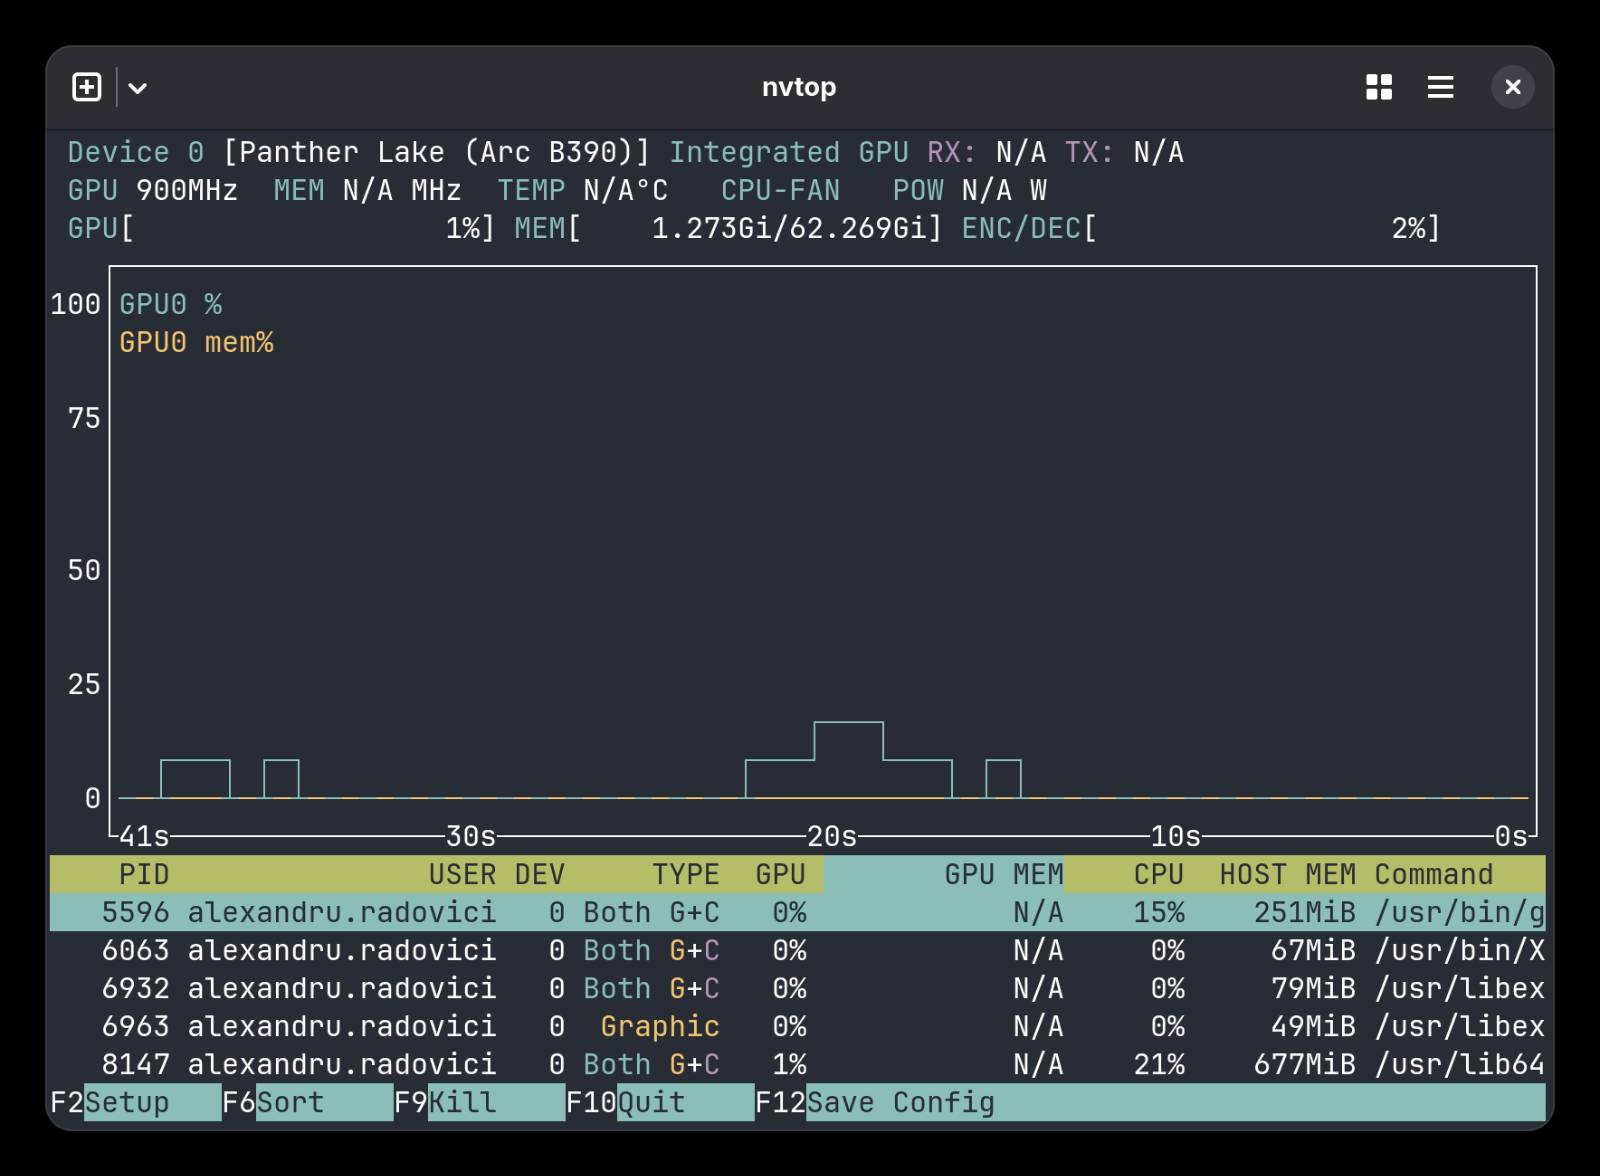 nvtop
Device 0 [Panther Lake (Arc B390)] Integrated GPU RX: N/A TX: N/A
GPU 900MHz MEM N/A MHz TEMP N/A°C CPU-FAN POW N/A W
GPU[ 1%] MEM[ 1.273Gi/62.269Gi] ENC/DEC[ 2%]
100
GPU0 %
GPU0 mem%
75
50
25
0
41s 30s 20s 10s 0s
PID USER DEV TYPE GPU GPU MEM CPU HOST MEM Command
5596 alexandru.radovici 0 Both G+C 0% N/A 15% 251MiB /usr/bin/g
6063 alexandru.radovici 0 Both G+C 0% N/A 0% 67MiB /usr/bin/X
6932 alexandru.radovici 0 Both G+C 0% N/A 0% 79MiB /usr/libex
6963 alexandru.radovici 0 Graphic 0% N/A 0% 49MiB /usr/libex
8147 alexandru.radovici 0 Both G+C 1% N/A 21% 677MiB /usr/lib64
F2Setup F6Sort F9Kill F10Quit F12Save Config